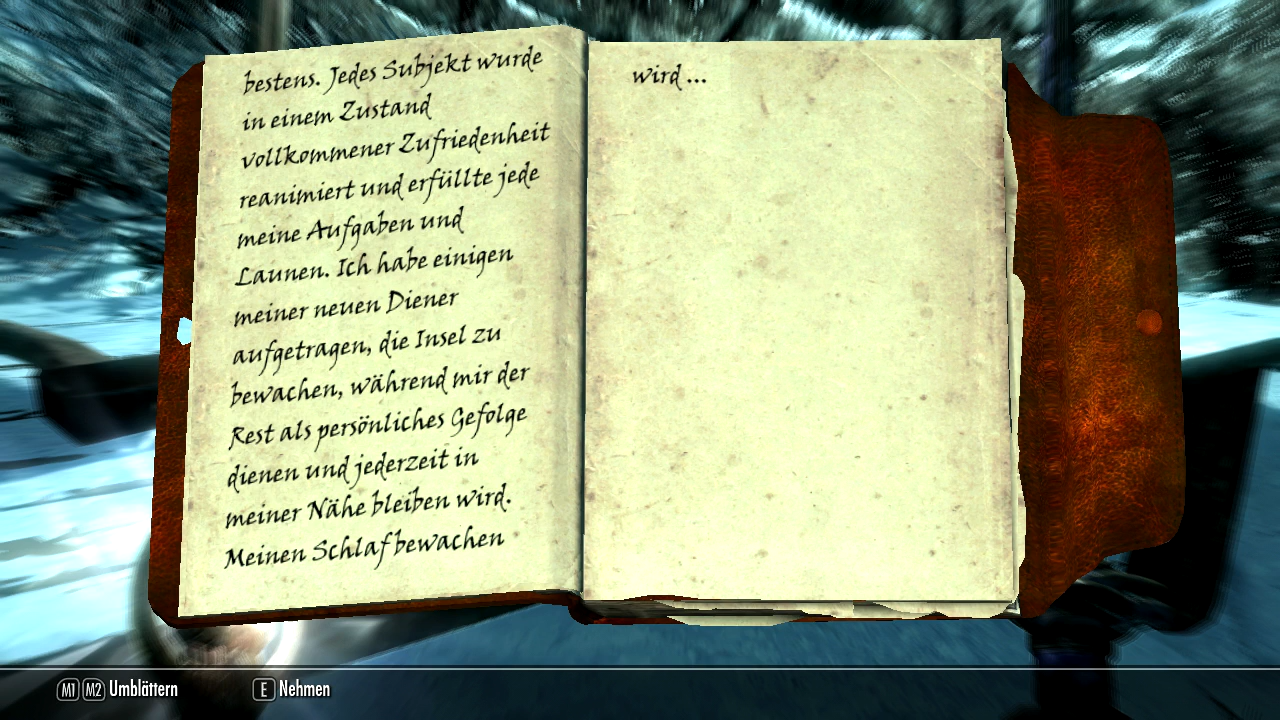 bestens. Jedes Subjekt wurde
in einem Zustand
vollkommener Zufriedenheit
reanimiert und erfüllte jede
meine Aufgaben und
Launen. Ich habe einigen
meiner neuen Diener
aufgetragen, die Insel zu
bewachen, während mir der
Rest als persönliches Gefolge
dienen und jederzeit in
meiner Nähe bleiben wird.
Meinen Schlaf bewachen
wird ...
M1 M2 Umblättern E Nehmen